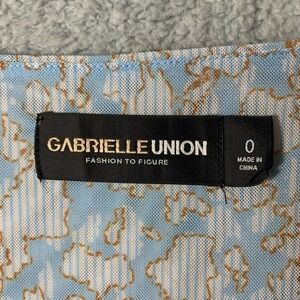 GABRIELLE UNION
FASHION TO FIGURE
0
MADE IN
CHINA